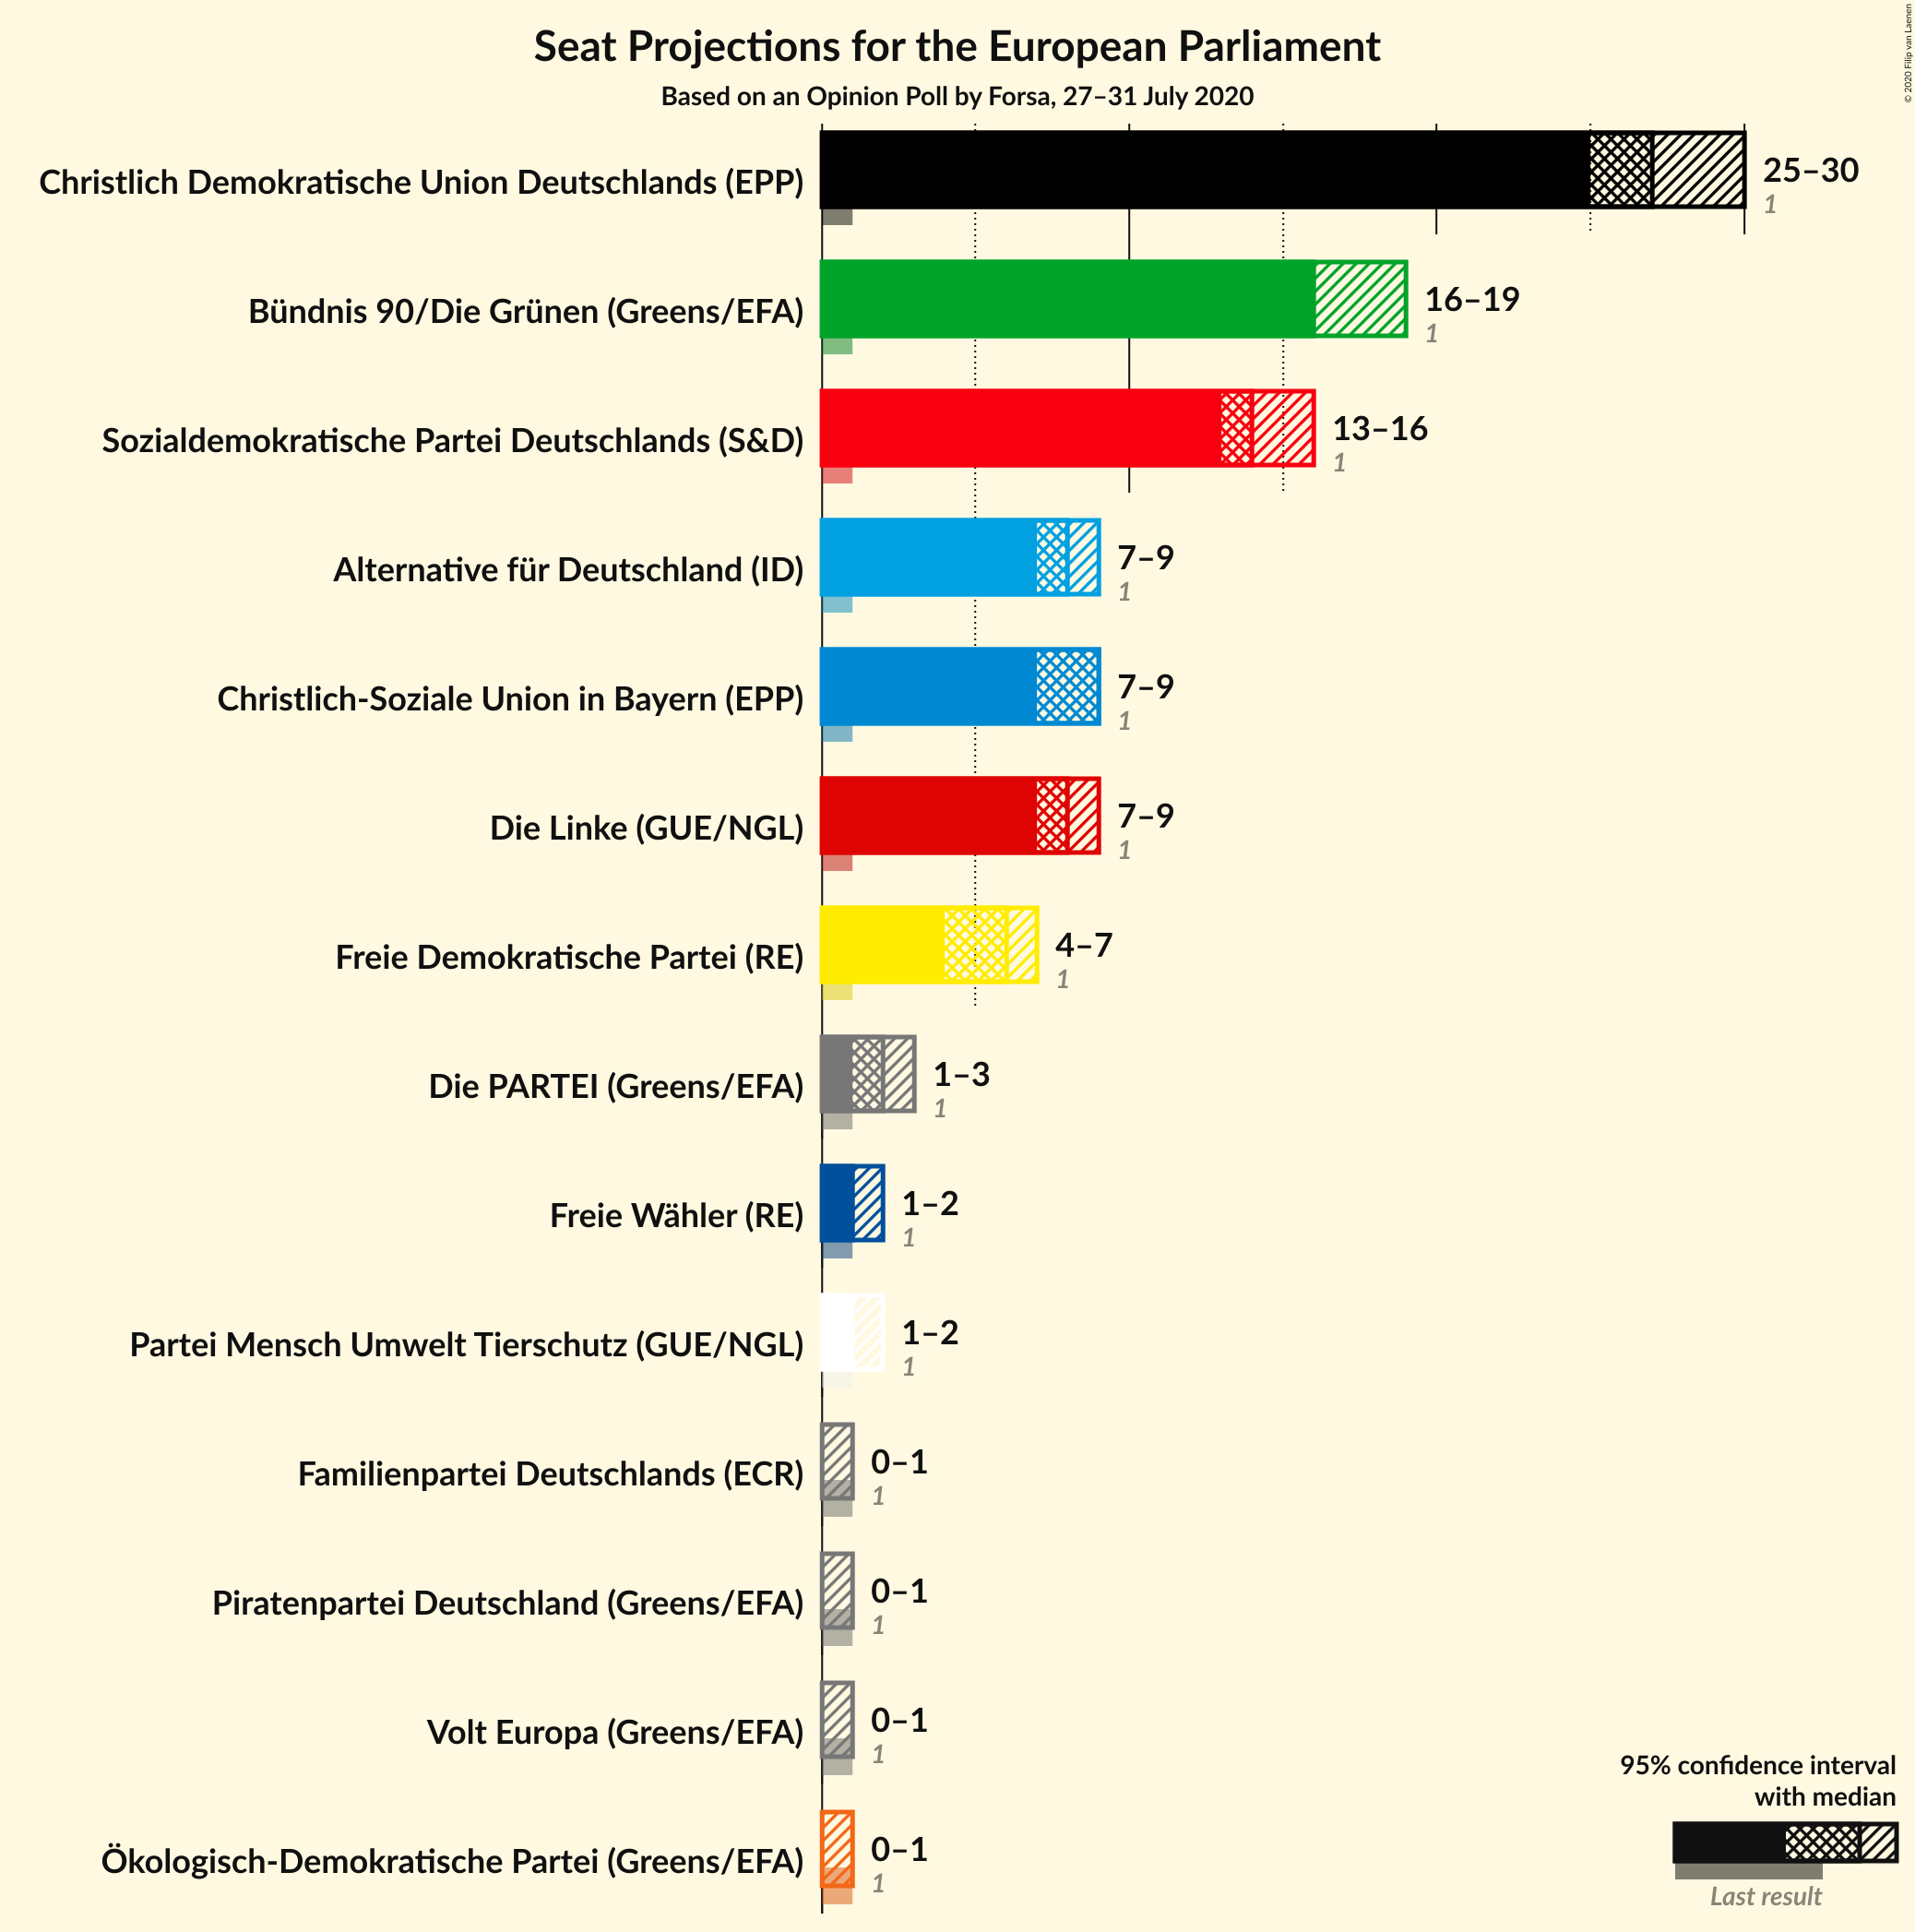 Seat Projections for the European Parliament
Based on an Opinion Poll by Forsa, 27–31 July 2020
© 2020 Filip van Laenen
Christlich Demokratische Union Deutschlands (EPP)
25–30
1
Bündnis 90/Die Grünen (Greens/EFA)
16–19
1
Sozialdemokratische Partei Deutschlands (S&D)
13–16
1
Alternative für Deutschland (ID)
7–9
1
Christlich-Soziale Union in Bayern (EPP)
7–9
1
Die Linke (GUE/NGL)
7–9
1
Freie Demokratische Partei (RE)
4–7
1
Die PARTEI (Greens/EFA)
1–3
1
Freie Wähler (RE)
1–2
1
Partei Mensch Umwelt Tierschutz (GUE/NGL)
1–2
1
Familienpartei Deutschlands (ECR)
0–1
1
Piratenpartei Deutschland (Greens/EFA)
0–1
1
Volt Europa (Greens/EFA)
0–1
1
Ökologisch-Demokratische Partei (Greens/EFA)
0–1
1
95% confidence interval
with median
Last result